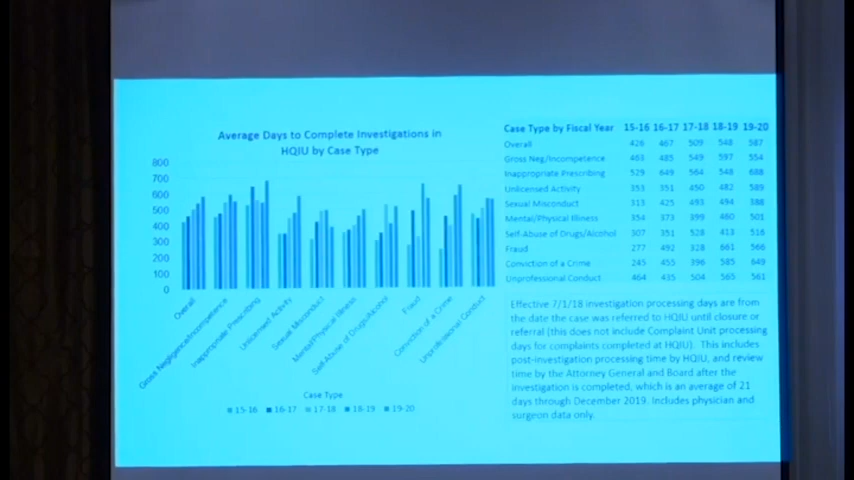 Average Days to Complete Investigations in
HQIU by Case Type
800
700
600
500
400
300
200
100
0
Overall
Gross Negligence/Incompetence
Inappropriate Prescribing
Unlicensed Activity
Sexual Misconduct
Mental/Physical Illness
Self-Abuse of Drugs/Alcohol
Fraud
Conviction of a Crime
Unprofessional Conduct
Case Type
15-16 16-17 17-18 18-19 19-20
Case Type by Fiscal Year 15-16 16-17 17-18 18-19 19-20
Overall 426 467 509 548 587
Gross Neg/Incompetence 463 485 549 597 554
Inappropriate Prescribing 529 649 564 548 688
Unlicensed Activity 353 351 450 482 589
Sexual Misconduct 313 425 493 494 388
Mental/Physical Illness 354 373 399 460 501
Self-Abuse of Drugs/Alcohol 307 351 528 413 516
Fraud 277 492 328 661 566
Conviction of a Crime 245 455 396 585 649
Unprofessional Conduct 464 435 504 565 561
Effective 7/1/18 investigation processing days are from
the date the case was referred to HQIU until closure or
referral (this does not include Complaint Unit processing
days for complaints completed at HQIU). This includes
post-investigation processing time by HQIU, and review
time by the Attorney General and Board after the
investigation is completed, which is an average of 21
days through December 2019. Includes physician and
surgeon data only.